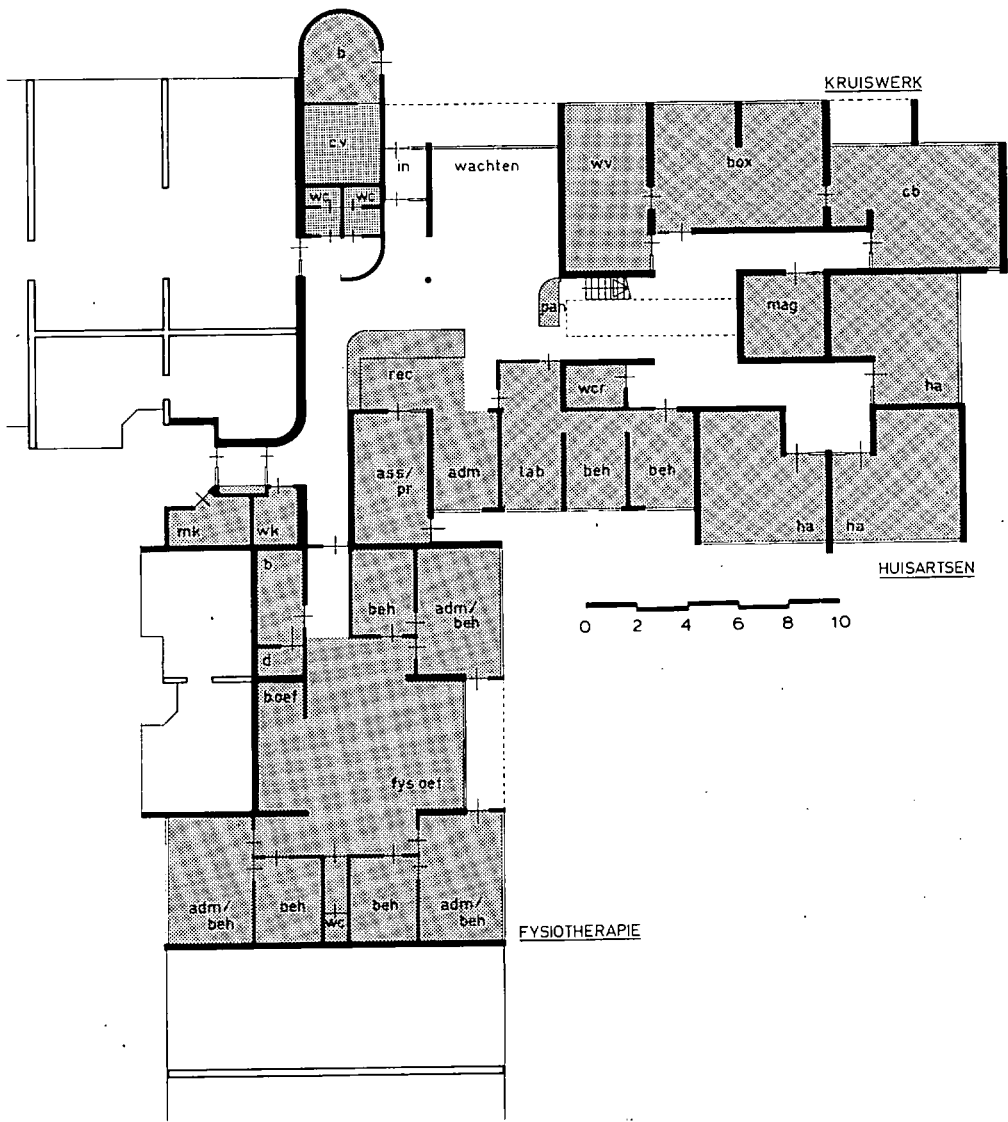 b
KRUISWERK
cv
in
wachten
wv
box
cb
wc
wc
pan
mag
rec
wcr
ha
ass/
pr
adm
lab
beh
beh
ha
ha
mk
wk
HUISARTSEN
b
beh
adm/
beh
0 2 4 6 8 10
d
b.oef
fys oef
adm/
beh
beh
wc
beh
adm/
beh
FYSIOTHERAPIE